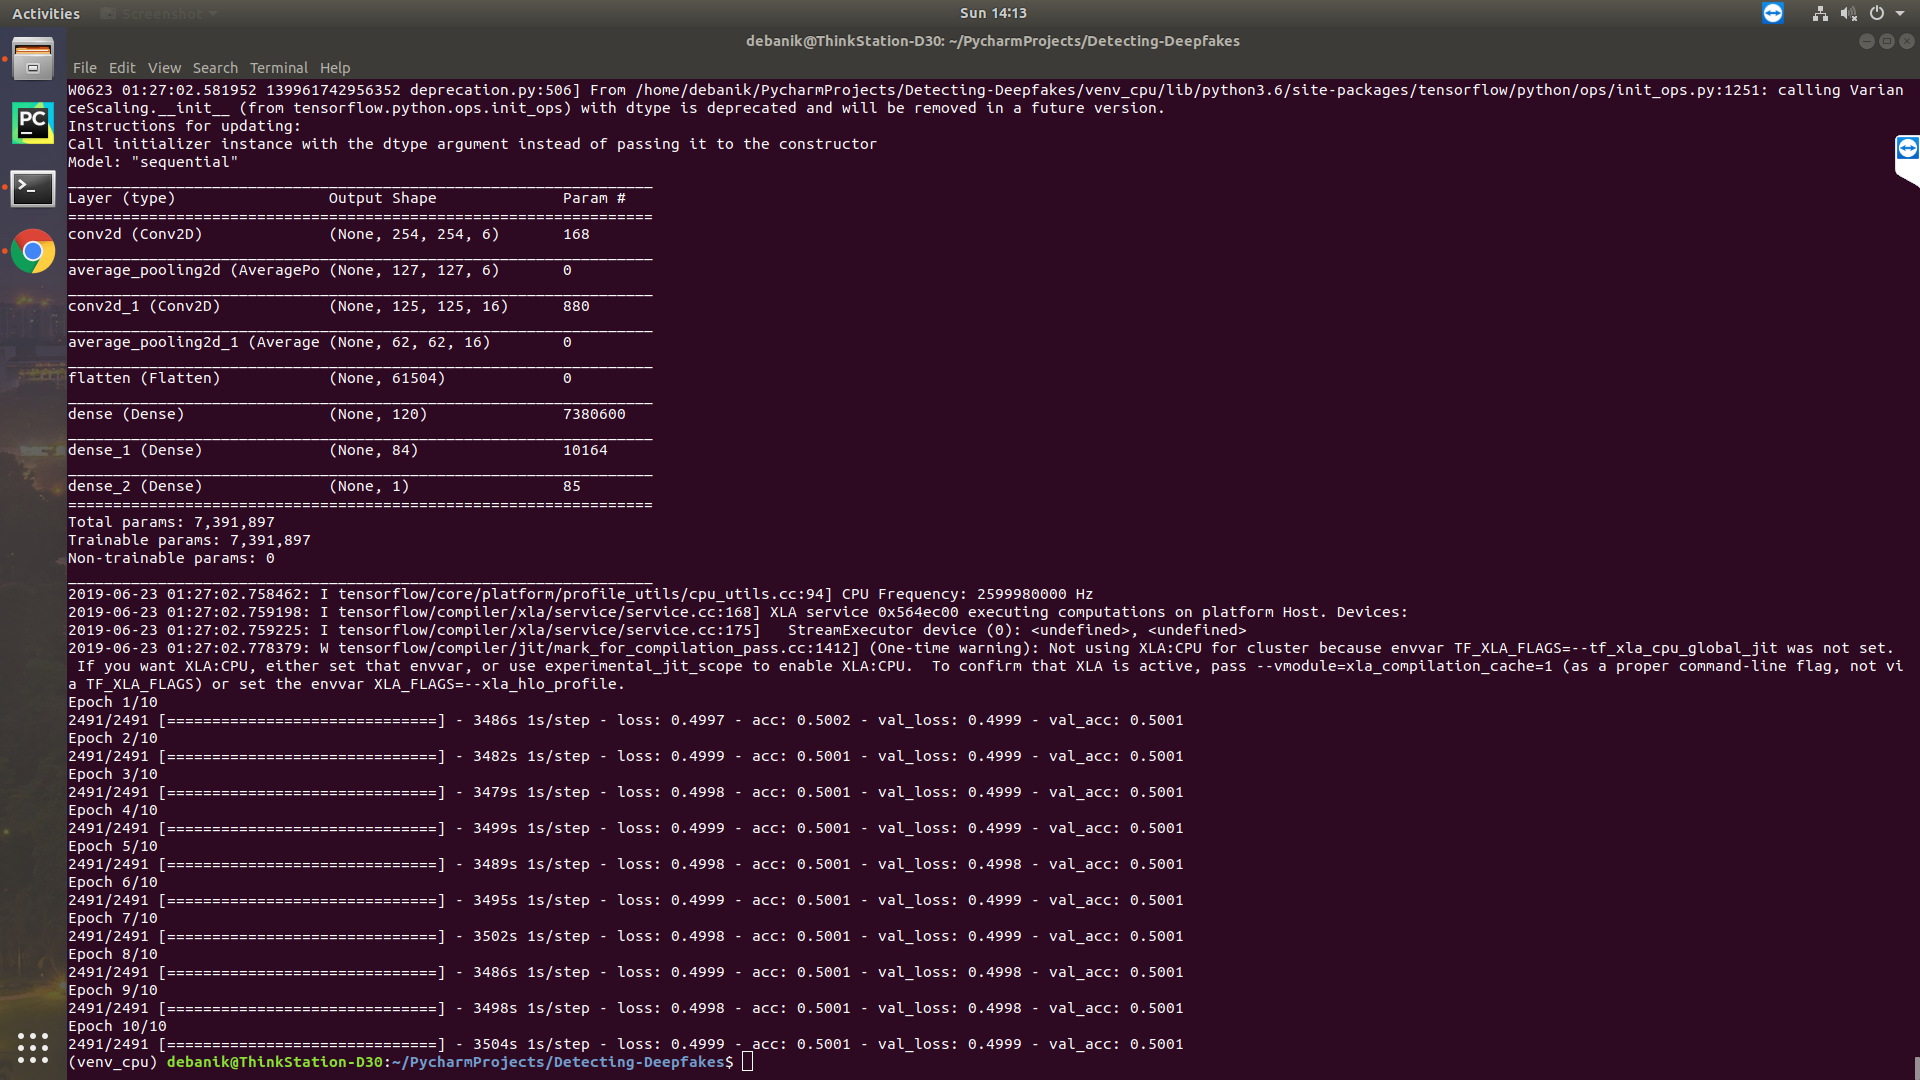 Activities
Screenshot
Sun 14:13
debanik@ThinkStation-D30: ~/PycharmProjects/Detecting-Deepfakes
File Edit View Search Terminal Help
PC
W0623 01:27:02.581952 139961742956352 deprecation.py:506] From /home/debanik/PycharmProjects/Detecting-Deepfakes/venv_cpu/lib/python3.6/site-packages/tensorflow/python/ops/init_ops.py:1251: calling Varian
ceScaling.__init__ (from tensorflow.python.ops.init_ops) with dtype is deprecated and will be removed in a future version.
Instructions for updating:
Call initializer instance with the dtype argument instead of passing it to the constructor
Model: "sequential"
_________________________________________________________________
Layer (type)                 Output Shape              Param #
=================================================================
conv2d (Conv2D)              (None, 254, 254, 6)       168
_________________________________________________________________
average_pooling2d (AveragePo (None, 127, 127, 6)       0
_________________________________________________________________
conv2d_1 (Conv2D)            (None, 125, 125, 16)      880
_________________________________________________________________
average_pooling2d_1 (Average (None, 62, 62, 16)        0
_________________________________________________________________
flatten (Flatten)            (None, 61504)             0
_________________________________________________________________
dense (Dense)                (None, 120)               7380600
_________________________________________________________________
dense_1 (Dense)              (None, 84)                10164
_________________________________________________________________
dense_2 (Dense)              (None, 1)                 85
=================================================================
Total params: 7,391,897
Trainable params: 7,391,897
Non-trainable params: 0
_________________________________________________________________
2019-06-23 01:27:02.758462: I tensorflow/core/platform/profile_utils/cpu_utils.cc:94] CPU Frequency: 2599980000 Hz
2019-06-23 01:27:02.759198: I tensorflow/compiler/xla/service/service.cc:168] XLA service 0x564ec00 executing computations on platform Host. Devices:
2019-06-23 01:27:02.759225: I tensorflow/compiler/xla/service/service.cc:175]   StreamExecutor device (0): <undefined>, <undefined>
2019-06-23 01:27:02.778379: W tensorflow/compiler/jit/mark_for_compilation_pass.cc:1412] (One-time warning): Not using XLA:CPU for cluster because envvar TF_XLA_FLAGS=--tf_xla_cpu_global_jit was not set.
 If you want XLA:CPU, either set that envvar, or use experimental_jit_scope to enable XLA:CPU.  To confirm that XLA is active, pass --vmodule=xla_compilation_cache=1 (as a proper command-line flag, not vi
a TF_XLA_FLAGS) or set the envvar XLA_FLAGS=--xla_hlo_profile.
Epoch 1/10
2491/2491 [==============================] - 3486s 1s/step - loss: 0.4997 - acc: 0.5002 - val_loss: 0.4999 - val_acc: 0.5001
Epoch 2/10
2491/2491 [==============================] - 3482s 1s/step - loss: 0.4999 - acc: 0.5001 - val_loss: 0.4999 - val_acc: 0.5001
Epoch 3/10
2491/2491 [==============================] - 3479s 1s/step - loss: 0.4998 - acc: 0.5001 - val_loss: 0.4999 - val_acc: 0.5001
Epoch 4/10
2491/2491 [==============================] - 3499s 1s/step - loss: 0.4999 - acc: 0.5001 - val_loss: 0.4999 - val_acc: 0.5001
Epoch 5/10
2491/2491 [==============================] - 3489s 1s/step - loss: 0.4998 - acc: 0.5001 - val_loss: 0.4998 - val_acc: 0.5001
Epoch 6/10
2491/2491 [==============================] - 3495s 1s/step - loss: 0.4999 - acc: 0.5001 - val_loss: 0.4999 - val_acc: 0.5001
Epoch 7/10
2491/2491 [==============================] - 3502s 1s/step - loss: 0.4998 - acc: 0.5001 - val_loss: 0.4999 - val_acc: 0.5001
Epoch 8/10
2491/2491 [==============================] - 3486s 1s/step - loss: 0.4999 - acc: 0.5001 - val_loss: 0.4998 - val_acc: 0.5001
Epoch 9/10
2491/2491 [==============================] - 3498s 1s/step - loss: 0.4998 - acc: 0.5001 - val_loss: 0.4998 - val_acc: 0.5001
Epoch 10/10
2491/2491 [==============================] - 3504s 1s/step - loss: 0.4999 - acc: 0.5001 - val_loss: 0.4999 - val_acc: 0.5001
(venv_cpu) debanik@ThinkStation-D30:~/PycharmProjects/Detecting-Deepfakes$